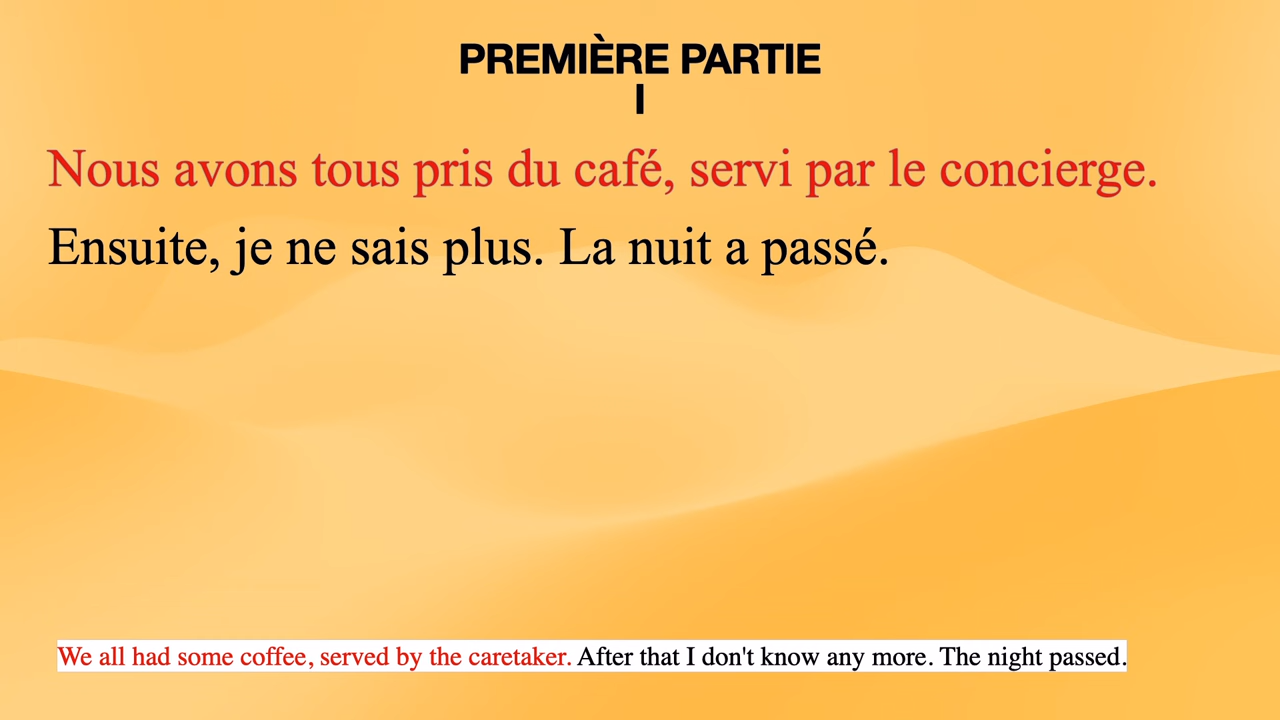 PREMIÈRE PARTIE
I
Nous avons tous pris du café, servi par le concierge.
Ensuite, je ne sais plus. La nuit a passé.
We all had some coffee, served by the caretaker. After that I don't know any more. The night passed.